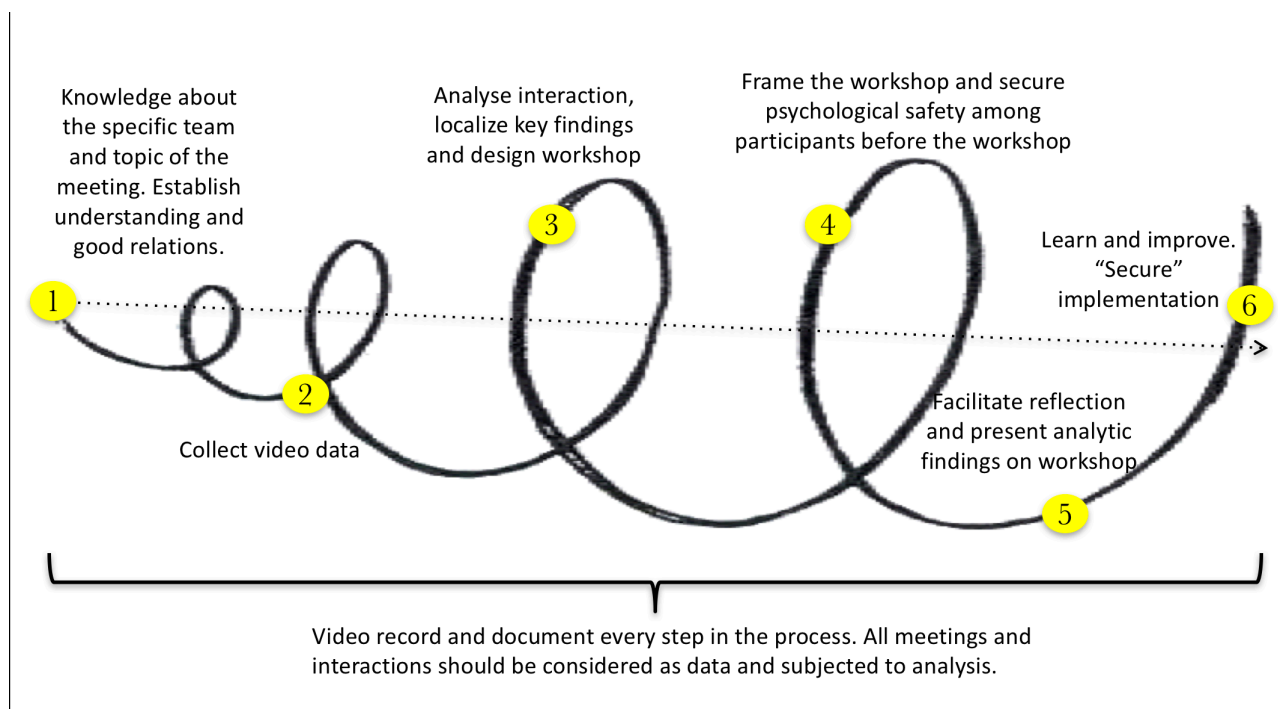 Knowledge about
the specific team
and topic of the
meeting. Establish
understanding and
good relations.
1
2
Collect video data
Analyse interaction,
localize key findings
and design workshop
3
Frame the workshop and secure
psychological safety among
participants before the workshop
4
Facilitate reflection
and present analytic
findings on workshop
5
Learn and improve.
“Secure”
implementation
6
Video record and document every step in the process. All meetings and
interactions should be considered as data and subjected to analysis.